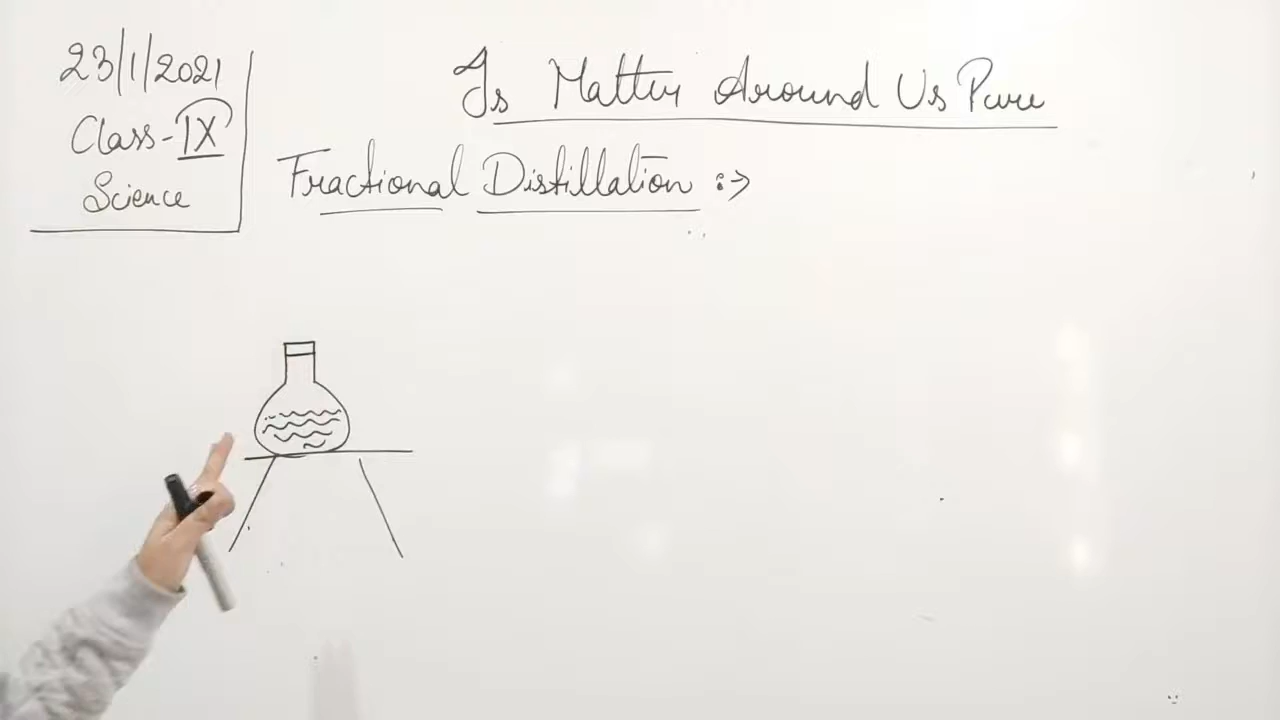 23/1/2021
Class-IX
Science
Is Matter Around Us Pure
Fractional Distillation :→